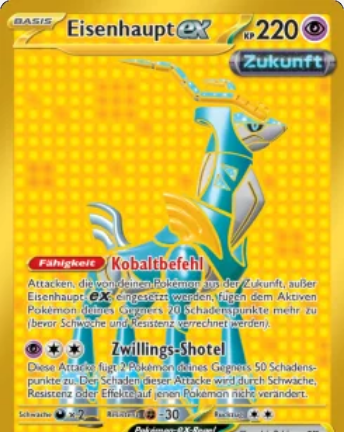 BASIS Eisenhaupt ex KP 220
Zukunft
Fähigkeit Kobaltbefehl
Attacken, die von deinen Pokémon aus der Zukunft, außer
Eisenhaupt ex, eingesetzt werden, fügen dem Aktiven
Pokémon deines Gegners 20 Schadenspunkte mehr zu
(bevor Schwäche und Resistenz verrechnet werden).
Zwillings-Shotel
Diese Attacke fügt 2 Pokémon deines Gegners 50 Schadens-
punkte zu. Der Schaden dieser Attacke wird durch Schwäche,
Resistenz oder Effekte auf jenen Pokémon nicht verändert.
Schwäche ×2 Resistenz -30 Rückzug
Pokémon-ex-Regel